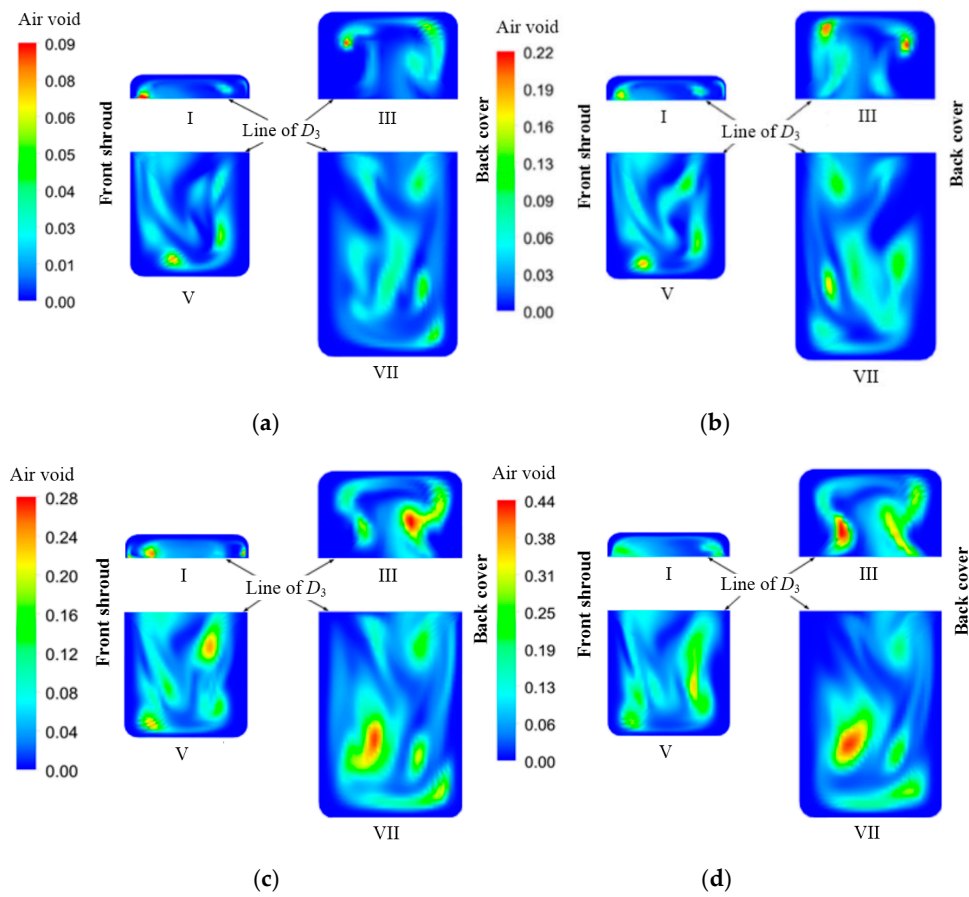 Air void
0.09
0.08
0.06
0.05
0.04
0.03
0.01
0.00
Front shroud
I
III
Line of D3
V
VII
Back cover
(a)
Air void
0.22
0.19
0.16
0.13
0.09
0.06
0.03
0.00
Front shroud
I
III
Line of D3
V
VII
Back cover
(b)
Air void
0.28
0.24
0.20
0.16
0.12
0.08
0.04
0.00
Front shroud
I
III
Line of D3
V
VII
Back cover
(c)
Air void
0.44
0.38
0.31
0.25
0.19
0.13
0.06
0.00
Front shroud
I
III
Line of D3
V
VII
Back cover
(d)